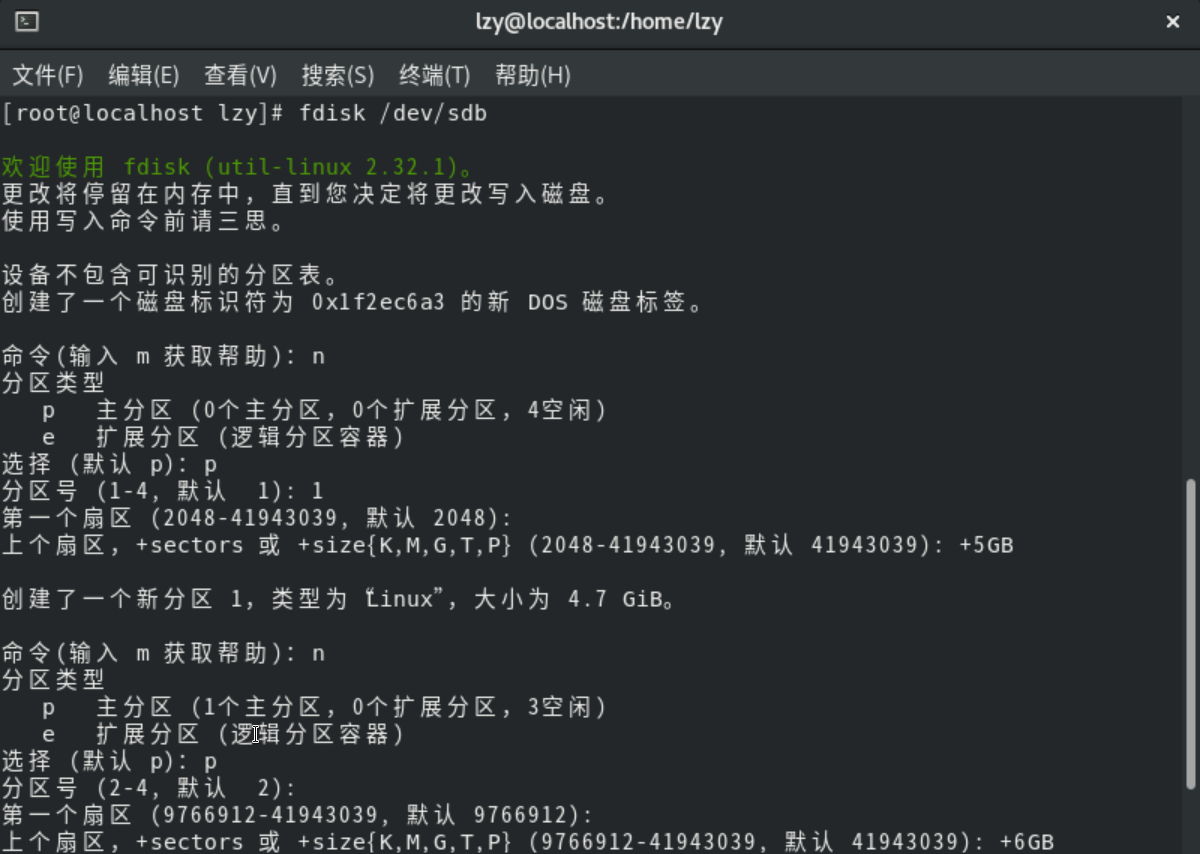 lzy@localhost:/home/lzy
文件(F) 编辑(E) 查看(V) 搜索(S) 终端(T) 帮助(H)
[root@localhost lzy]# fdisk /dev/sdb
欢迎使用 fdisk (util-linux 2.32.1)。
更改将停留在内存中，直到您决定将更改写入磁盘。
使用写入命令前请三思。
设备不包含可识别的分区表。
创建了一个磁盘标识符为 0x1f2ec6a3 的新 DOS 磁盘标签。
命令(输入 m 获取帮助)：n
分区类型
   p   主分区 (0个主分区，0个扩展分区，4空闲)
   e   扩展分区 (逻辑分区容器)
选择 (默认 p)：p
分区号 (1-4, 默认  1): 1
第一个扇区 (2048-41943039, 默认 2048):
上个扇区，+sectors 或 +size{K,M,G,T,P} (2048-41943039, 默认 41943039): +5GB
创建了一个新分区 1，类型为“Linux”，大小为 4.7 GiB。
命令(输入 m 获取帮助)：n
分区类型
   p   主分区 (1个主分区，0个扩展分区，3空闲)
   e   扩展分区 (逻辑分区容器)
选择 (默认 p)：p
分区号 (2-4, 默认  2):
第一个扇区 (9766912-41943039, 默认 9766912):
上个扇区，+sectors 或 +size{K,M,G,T,P} (9766912-41943039, 默认 41943039): +6GB